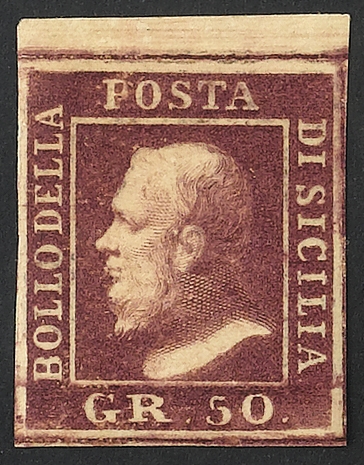 BOLLO DELLA
POSTA
DI SICILIA
GR. 50.